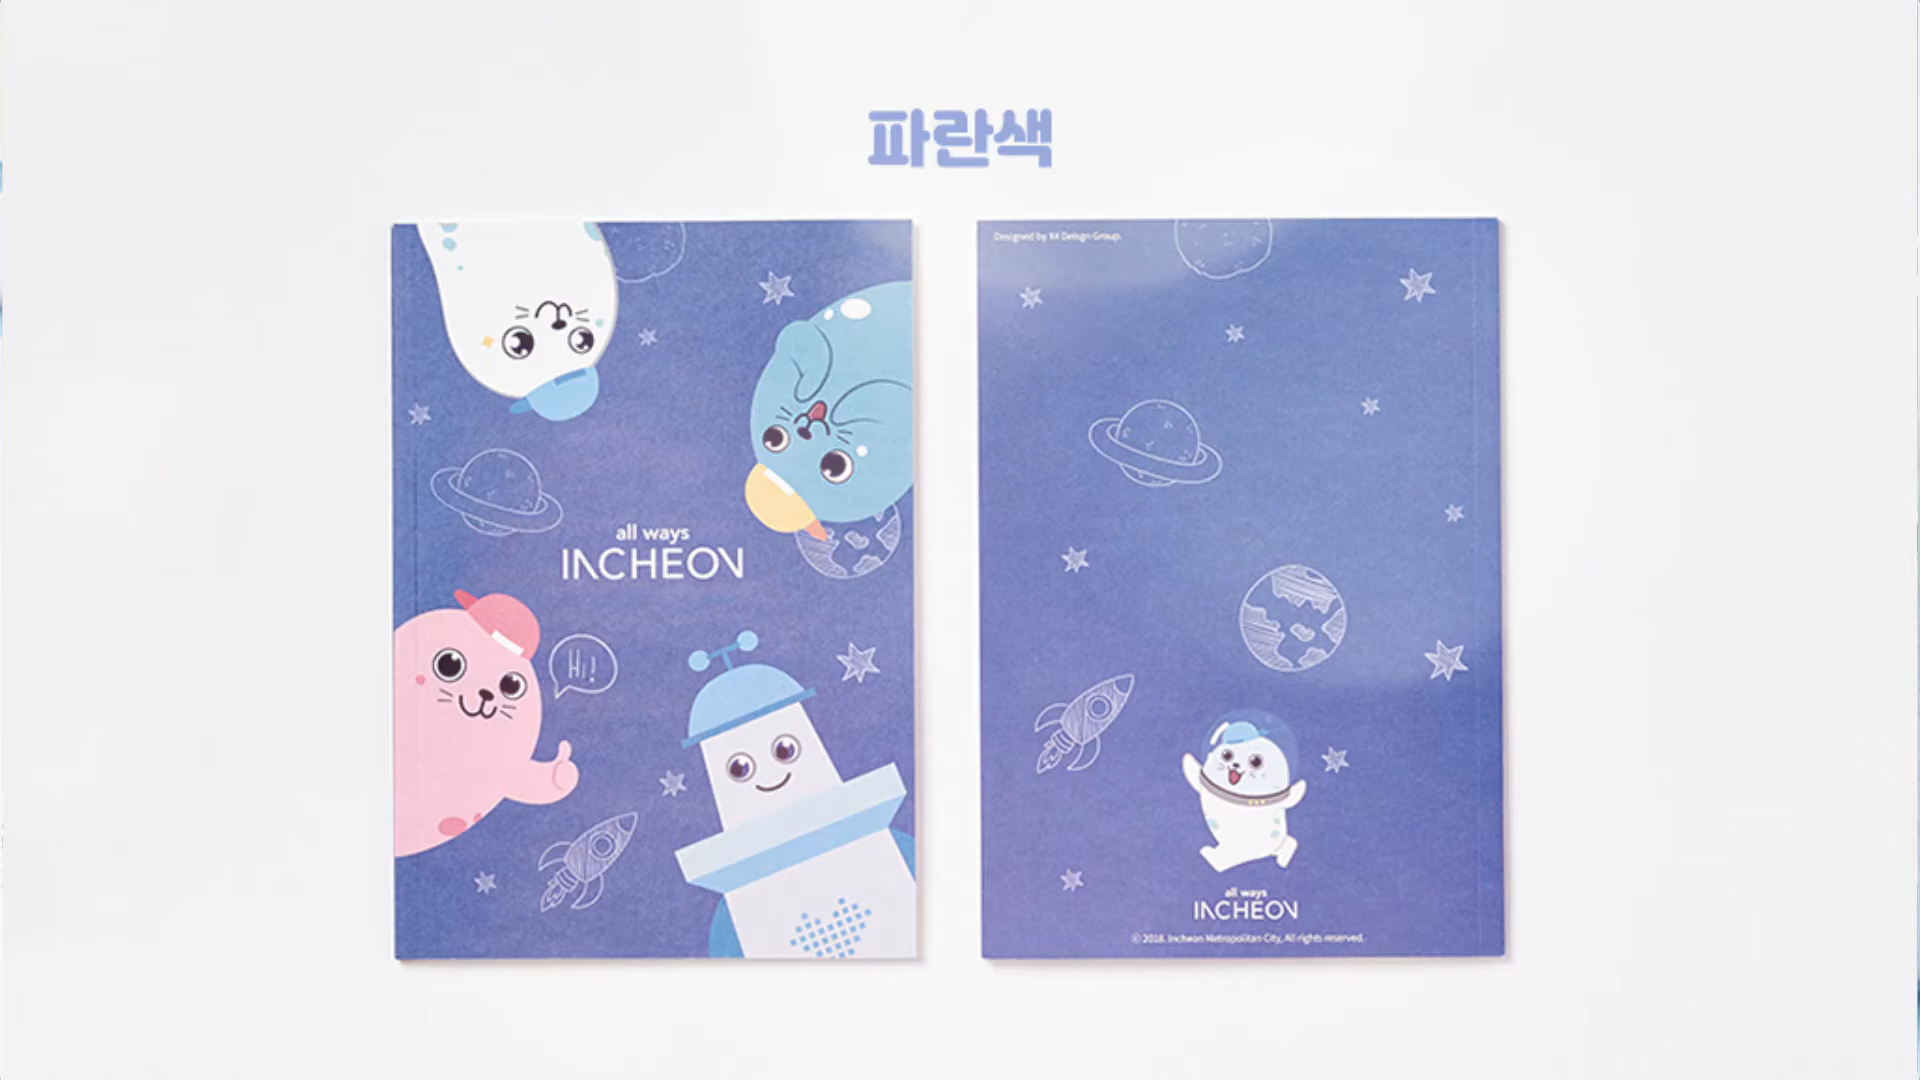 파란색
all ways
INCHEON
Hi!
Designed by X4 Deisgn Group.
all ways
INCHEON
ⓒ 2018. Incheon Metropolitan City, All rights reserved.